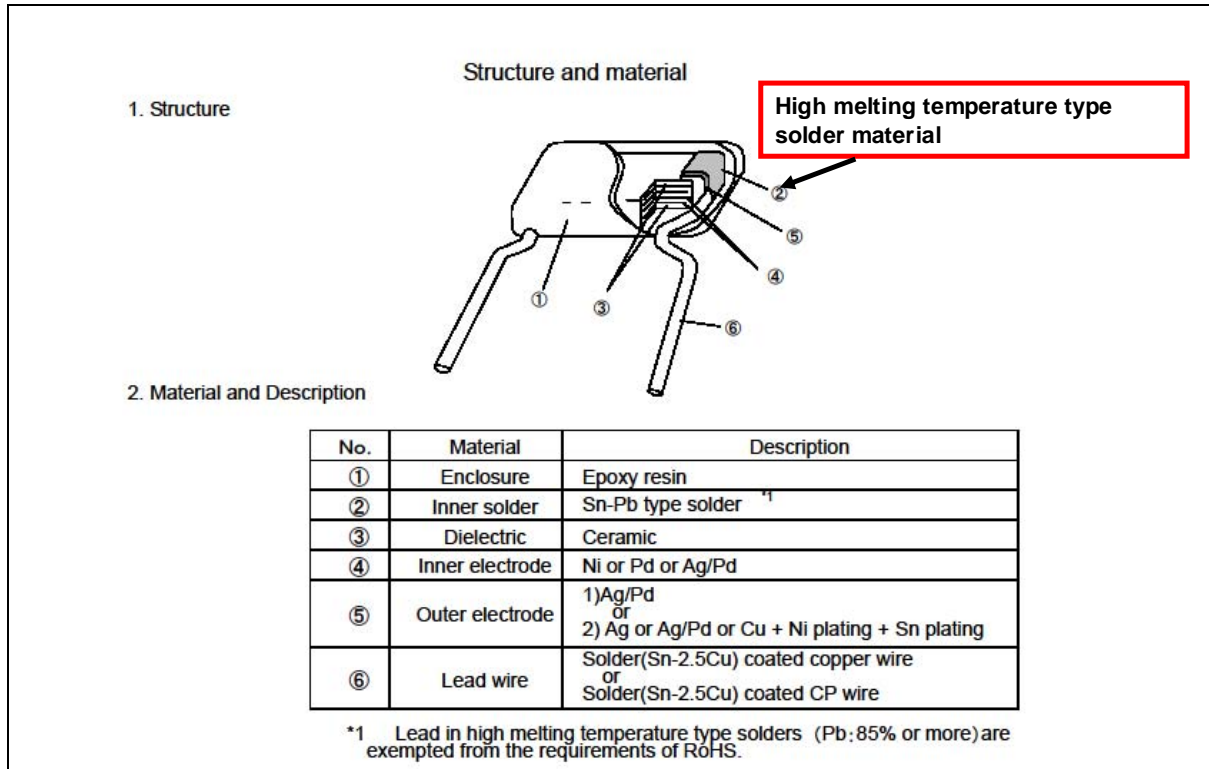 Structure and material
1. Structure
High melting temperature type
solder material
②
⑤
④
①
③
⑥
2. Material and Description
No. Material Description
① Enclosure Epoxy resin
② Inner solder Sn-Pb type solder *1
③ Dielectric Ceramic
④ Inner electrode Ni or Pd or Ag/Pd
⑤ Outer electrode 1)Ag/Pd
or
2) Ag or Ag/Pd or Cu + Ni plating + Sn plating
⑥ Lead wire Solder(Sn-2.5Cu) coated copper wire
or
Solder(Sn-2.5Cu) coated CP wire
*1 Lead in high melting temperature type solders (Pb:85% or more)are
exempted from the requirements of RoHS.